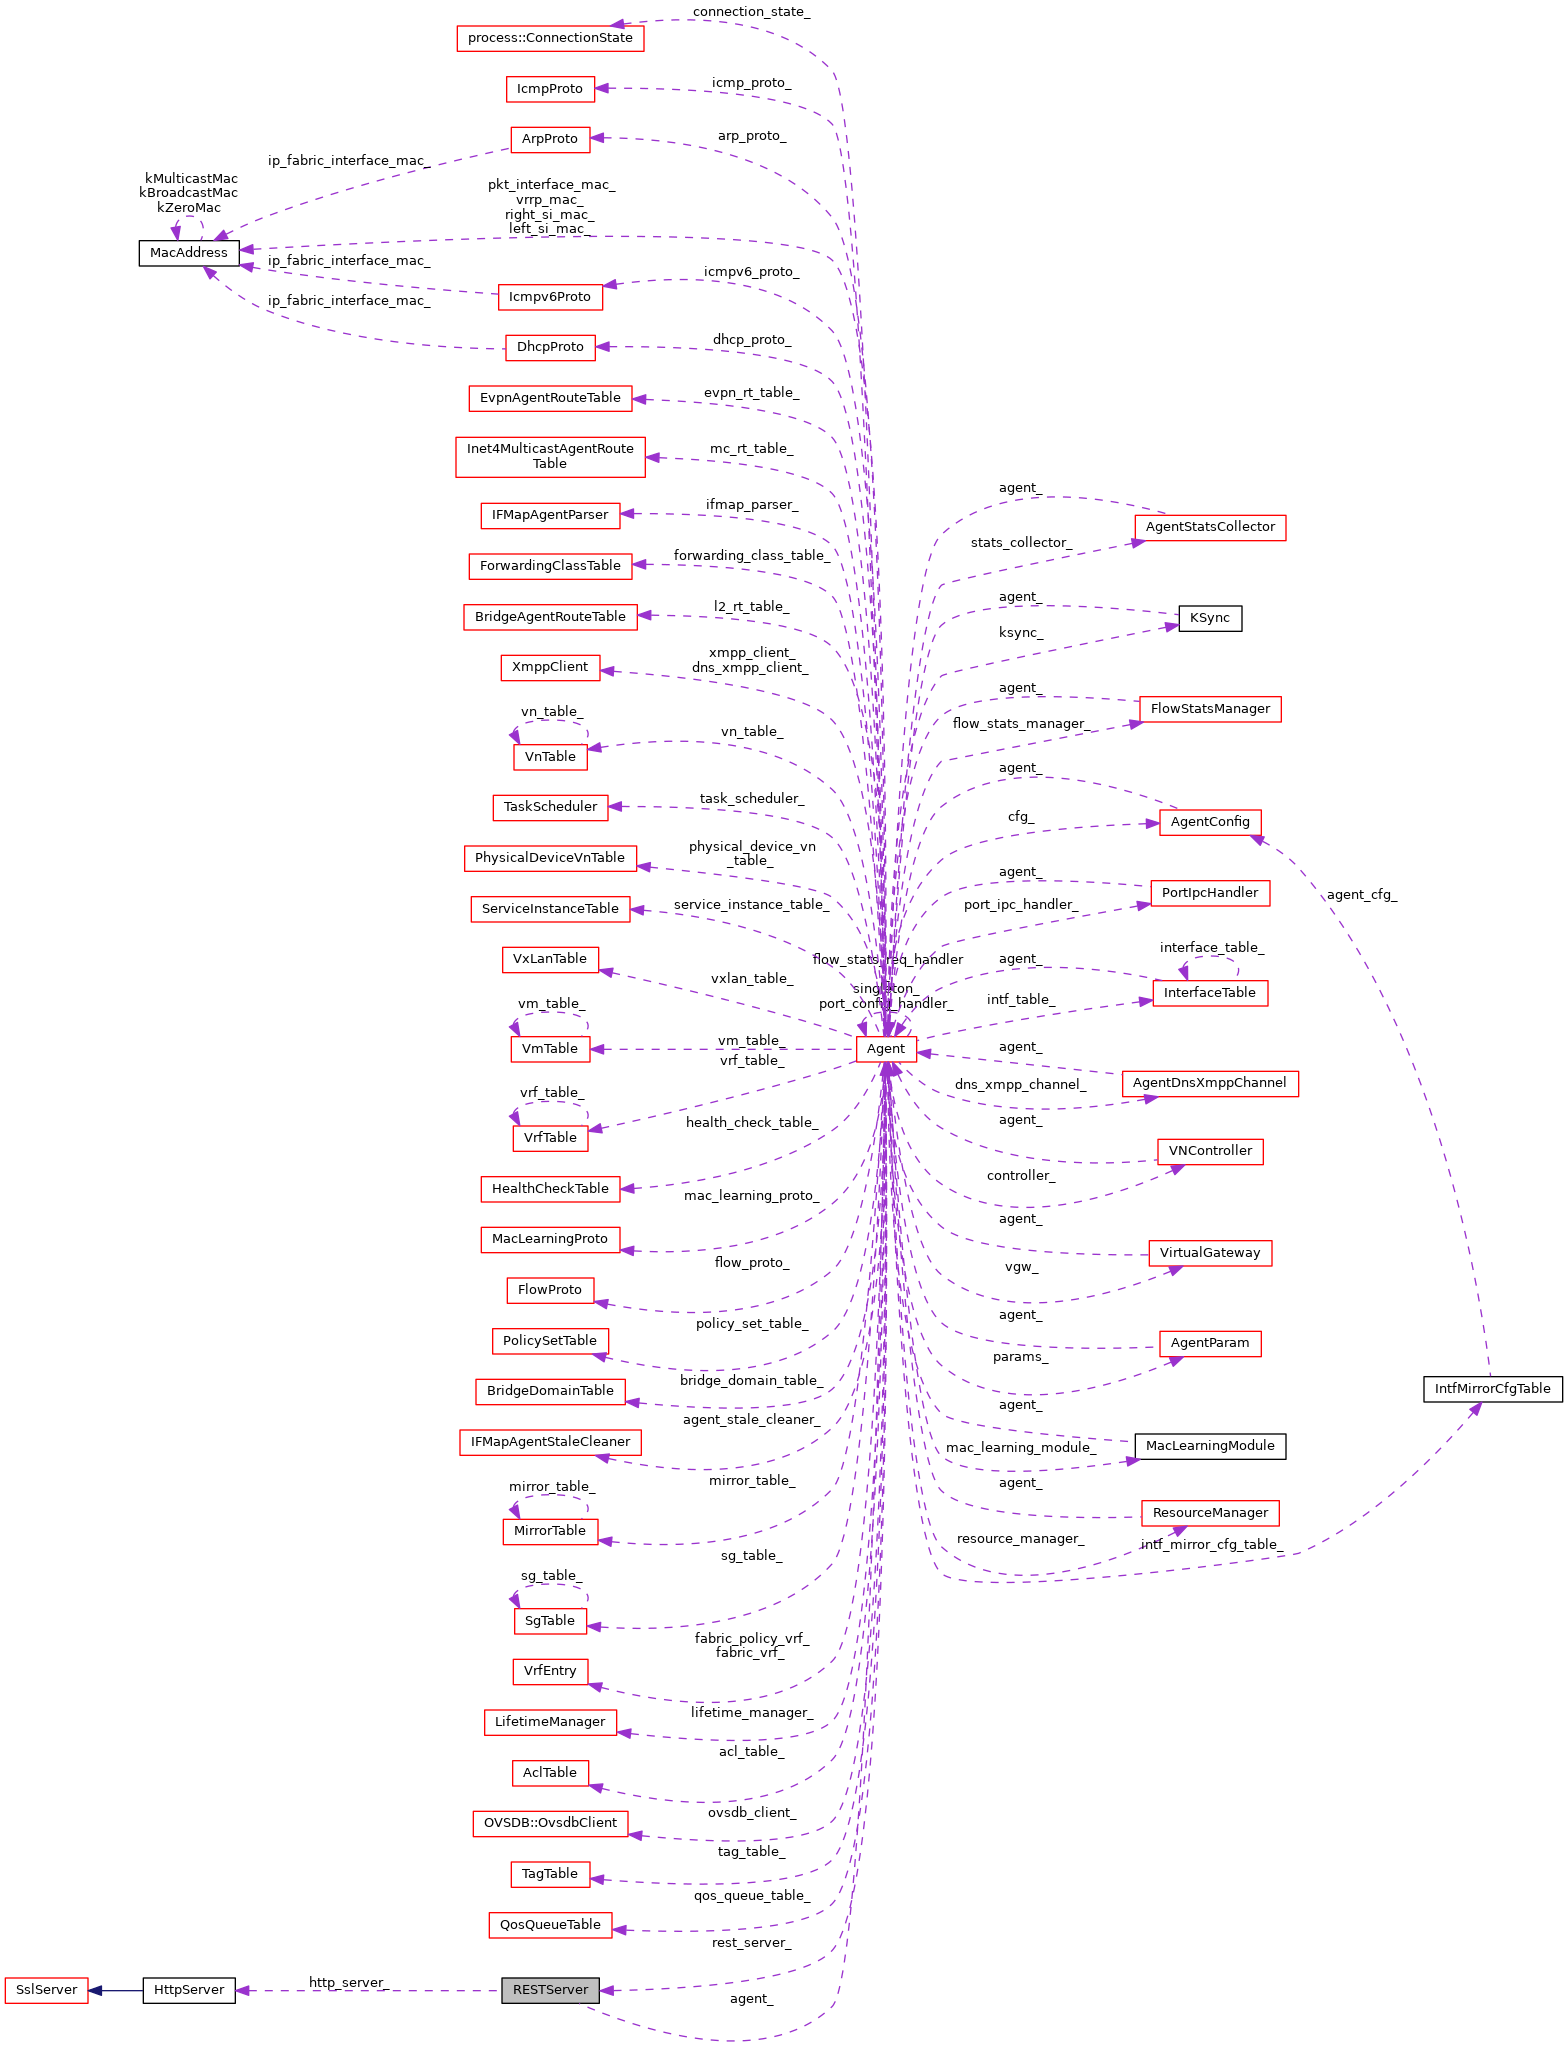 connection_state_
process::ConnectionState
icmp_proto_
IcmpProto
arp_proto_
ArpProto
ip_fabric_interface_mac_
kMulticastMac
kBroadcastMac
kZeroMac
pkt_interface_mac_
vrrp_mac_
right_si_mac_
left_si_mac_
MacAddress
ip_fabric_interface_mac_
icmpv6_proto_
Icmpv6Proto
ip_fabric_interface_mac_
dhcp_proto_
DhcpProto
evpn_rt_table_
EvpnAgentRouteTable
mc_rt_table_
Inet4MulticastAgentRoute
Table
ifmap_parser_
IFMapAgentParser
forwarding_class_table_
ForwardingClassTable
l2_rt_table_
BridgeAgentRouteTable
xmpp_client_
dns_xmpp_client_
XmppClient
vn_table_
vn_table_
VnTable
task_scheduler_
TaskScheduler
physical_device_vn
_table_
PhysicalDeviceVnTable
service_instance_table_
ServiceInstanceTable
VxLanTable
vxlan_table_
vm_table_
VmTable
vm_table_
vrf_table_
vrf_table_
VrfTable
health_check_table_
HealthCheckTable
mac_learning_proto_
MacLearningProto
flow_proto_
FlowProto
policy_set_table_
PolicySetTable
bridge_domain_table_
BridgeDomainTable
agent_stale_cleaner_
IFMapAgentStaleCleaner
mirror_table_
mirror_table_
MirrorTable
sg_table_
sg_table_
SgTable
fabric_policy_vrf_
fabric_vrf_
VrfEntry
lifetime_manager_
LifetimeManager
acl_table_
AclTable
ovsdb_client_
OVSDB::OvsdbClient
tag_table_
TagTable
qos_queue_table_
QosQueueTable
rest_server_
SslServer
HttpServer
http_server_
RESTServer
agent_
flow_stats_req_handler
singleton_
port_config_handler_
Agent
agent_
AgentStatsCollector
stats_collector_
agent_
KSync
ksync_
agent_
FlowStatsManager
flow_stats_manager_
agent_
cfg_
AgentConfig
agent_
PortIpcHandler
port_ipc_handler_
agent_cfg_
interface_table_
agent_
InterfaceTable
intf_table_
agent_
AgentDnsXmppChannel
dns_xmpp_channel_
agent_
VNController
controller_
agent_
VirtualGateway
vgw_
agent_
AgentParam
params_
IntfMirrorCfgTable
agent_
MacLearningModule
mac_learning_module_
agent_
ResourceManager
resource_manager_
intf_mirror_cfg_table_